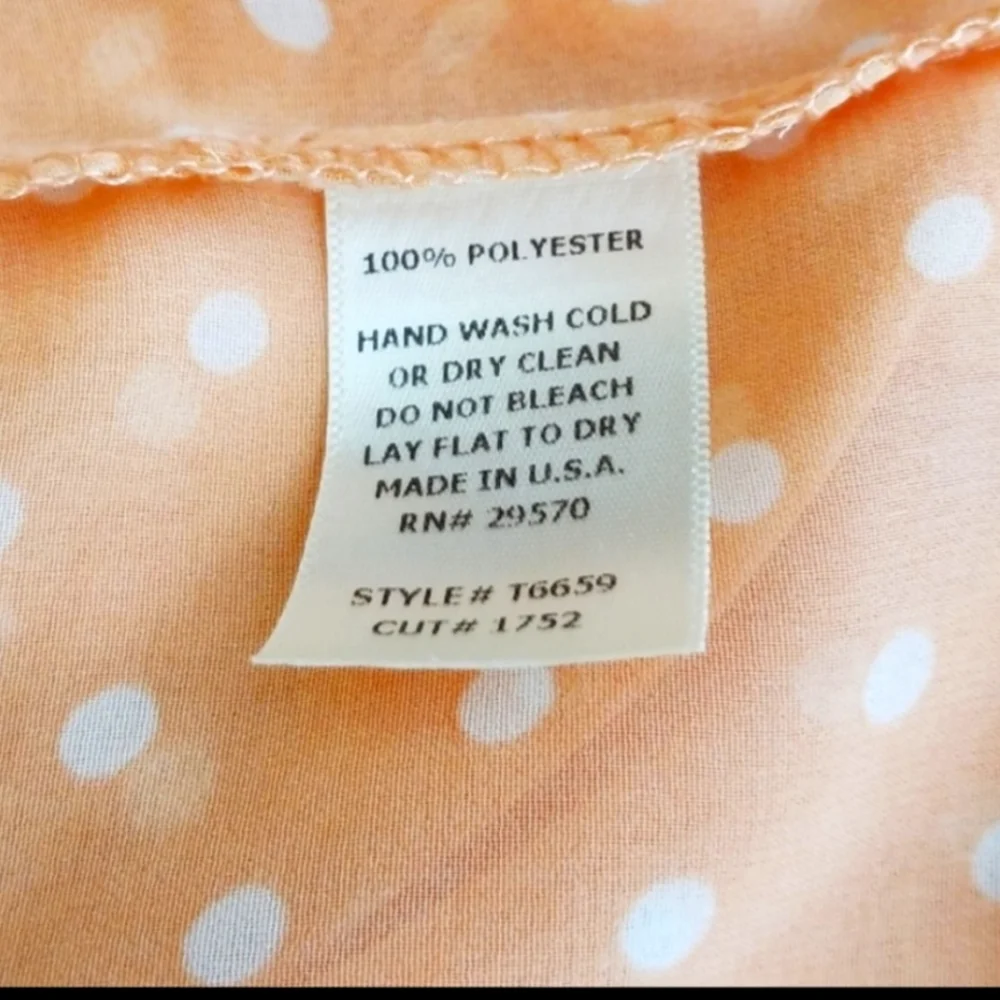 100% POLYESTER
HAND WASH COLD
OR DRY CLEAN
DO NOT BLEACH
LAY FLAT TO DRY
MADE IN U.S.A.
RN# 29570
STYLE# T6659
CUT# 1752